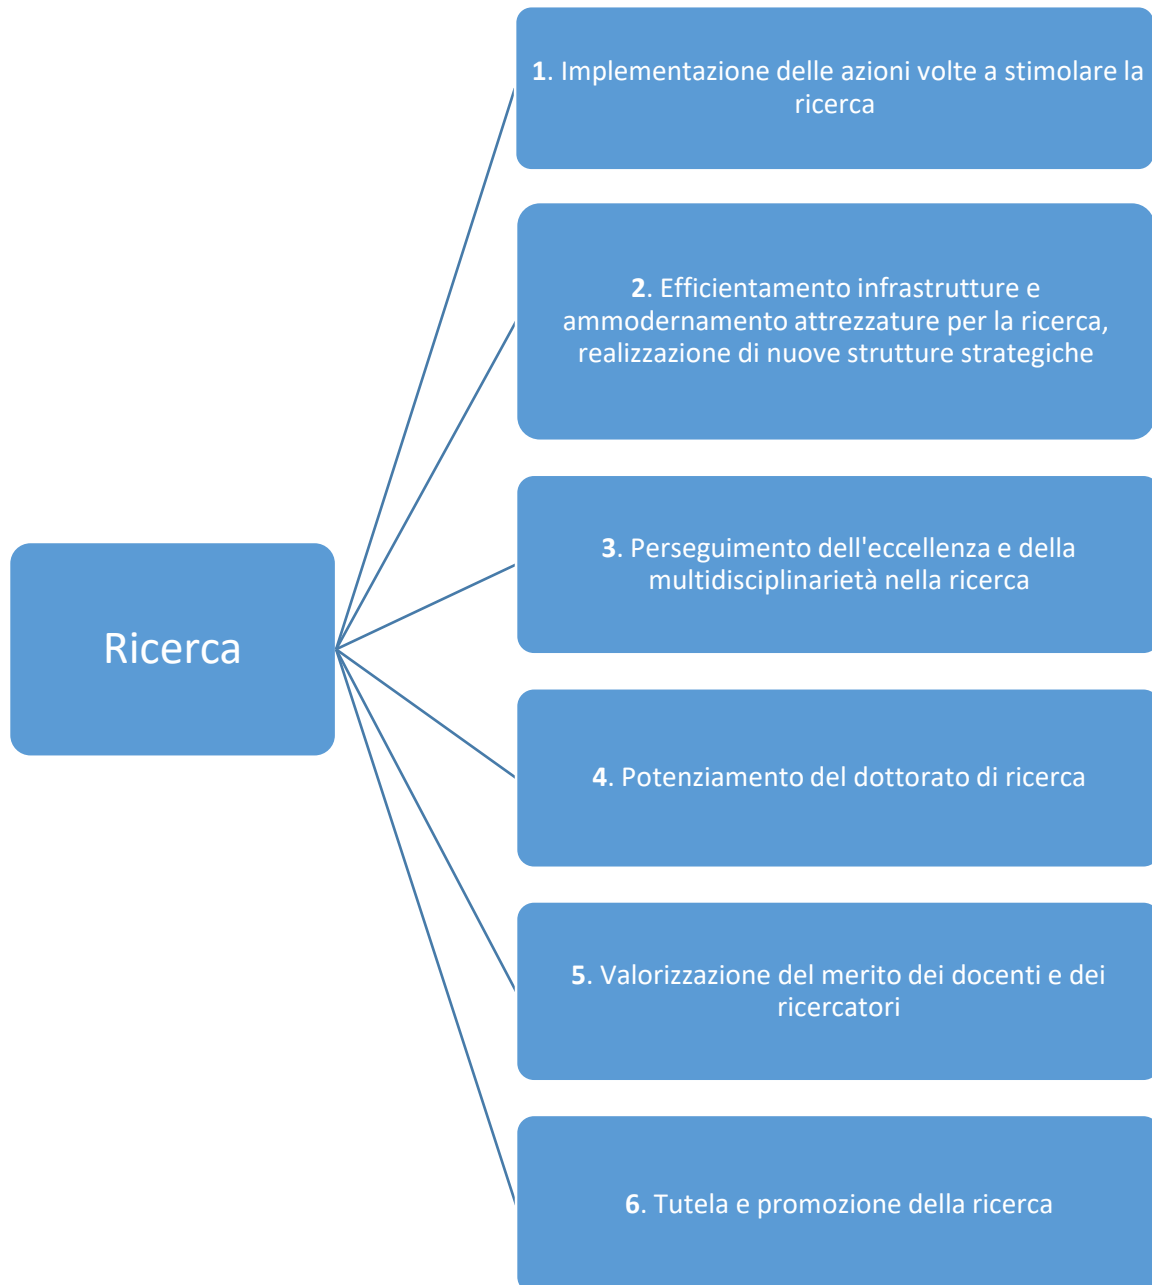 1. Implementazione delle azioni volte a stimolare la
ricerca
2. Efficientamento infrastrutture e
ammodernamento attrezzature per la ricerca,
realizzazione di nuove strutture strategiche
3. Perseguimento dell'eccellenza e della
multidisciplinarietà nella ricerca
Ricerca
4. Potenziamento del dottorato di ricerca
5. Valorizzazione del merito dei docenti e dei
ricercatori
6. Tutela e promozione della ricerca